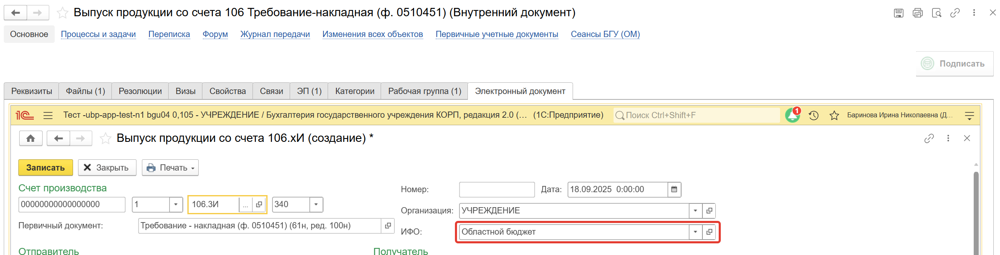 Выпуск продукции со счета 106 Требование-накладная (ф. 0510451) (Внутренний документ)
Основное Процессы и задачи Переписка Форум Журнал передачи Изменения всех объектов Первичные учетные документы Сеансы БГУ (ОМ)
Подписать
Реквизиты Файлы (1) Резолюции Визы Свойства Связи ЭП (1) Категории Рабочая группа (1) Электронный документ
1С Тест -ubp-app-test-n1 bgu04 0,105 - УЧРЕЖДЕНИЕ / Бухгалтерия государственного учреждения КОРП, редакция 2.0 (... (1С:Предприятие) Поиск Ctrl+Shift+F 1 Баринова Ирина Николаевна (Д...
Выпуск продукции со счета 106.хИ (создание) *
Записать Закрыть Печать
Счет производства
Номер: Дата: 18.09.2025 0:00:00
00000000000000000 1 106.3И ... 340
Организация: УЧРЕЖДЕНИЕ
Первичный документ: Требование - накладная (ф. 0510451) (61н, ред. 100н)
ИФО: Областной бюджет
Отправитель Получатель